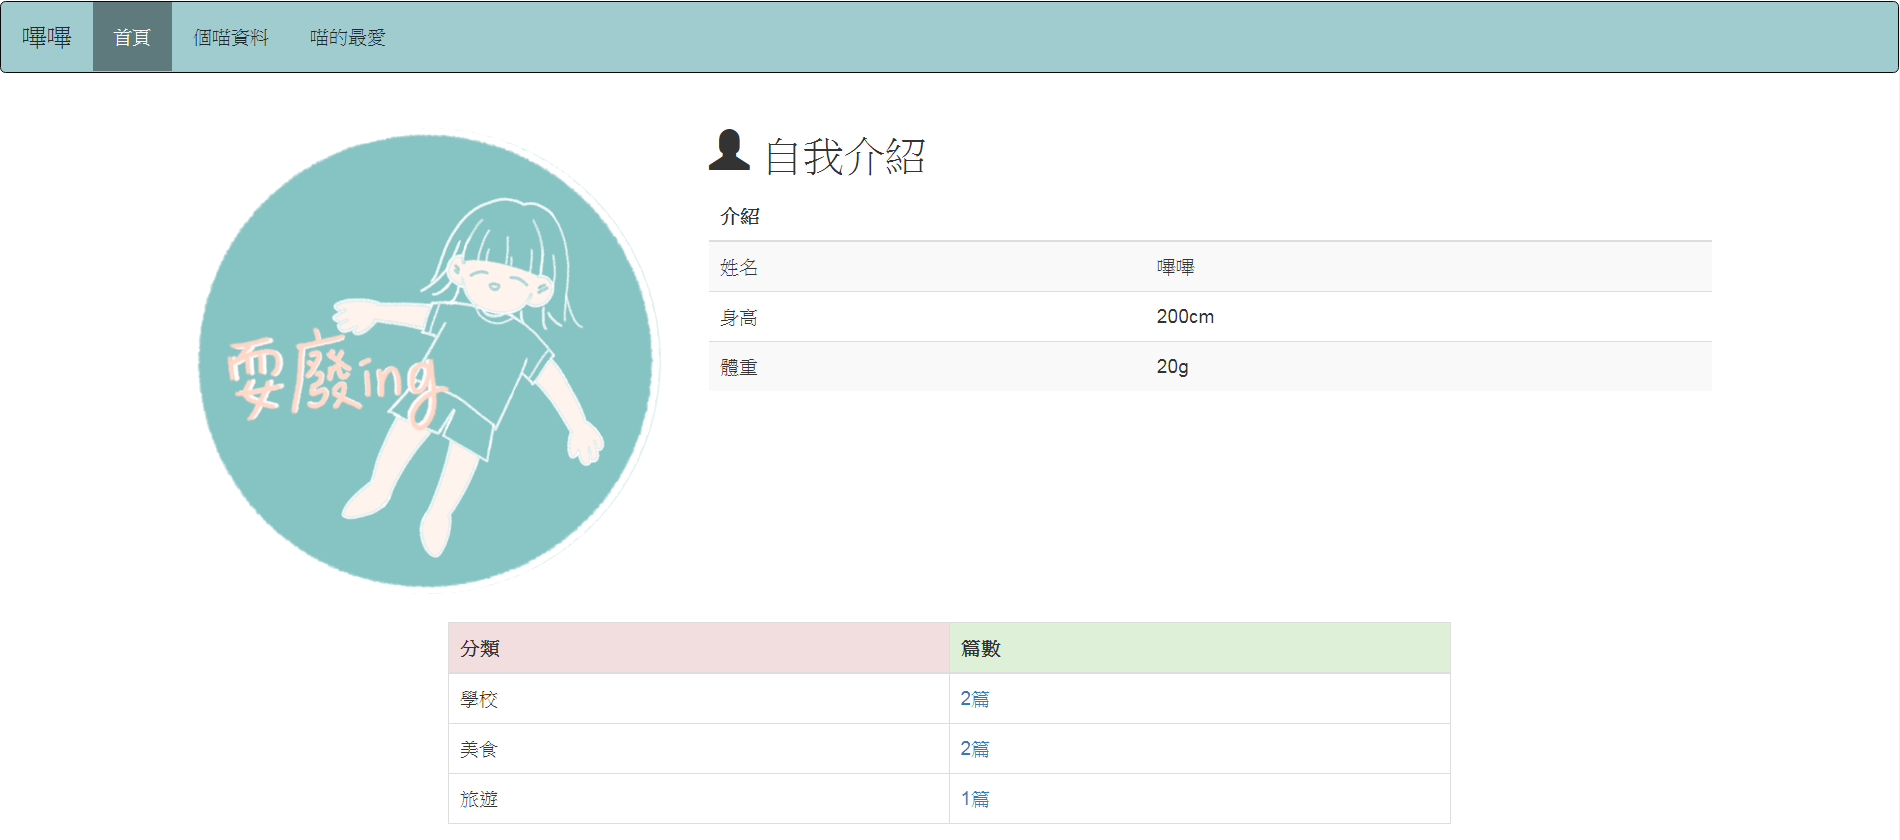 嗶嗶 首頁 個喵資料 喵的最愛
自我介紹
介紹
姓名 嗶嗶
身高 200cm
體重 20g
耍廢ing
分類 篇數
學校 2篇
美食 2篇
旅遊 1篇